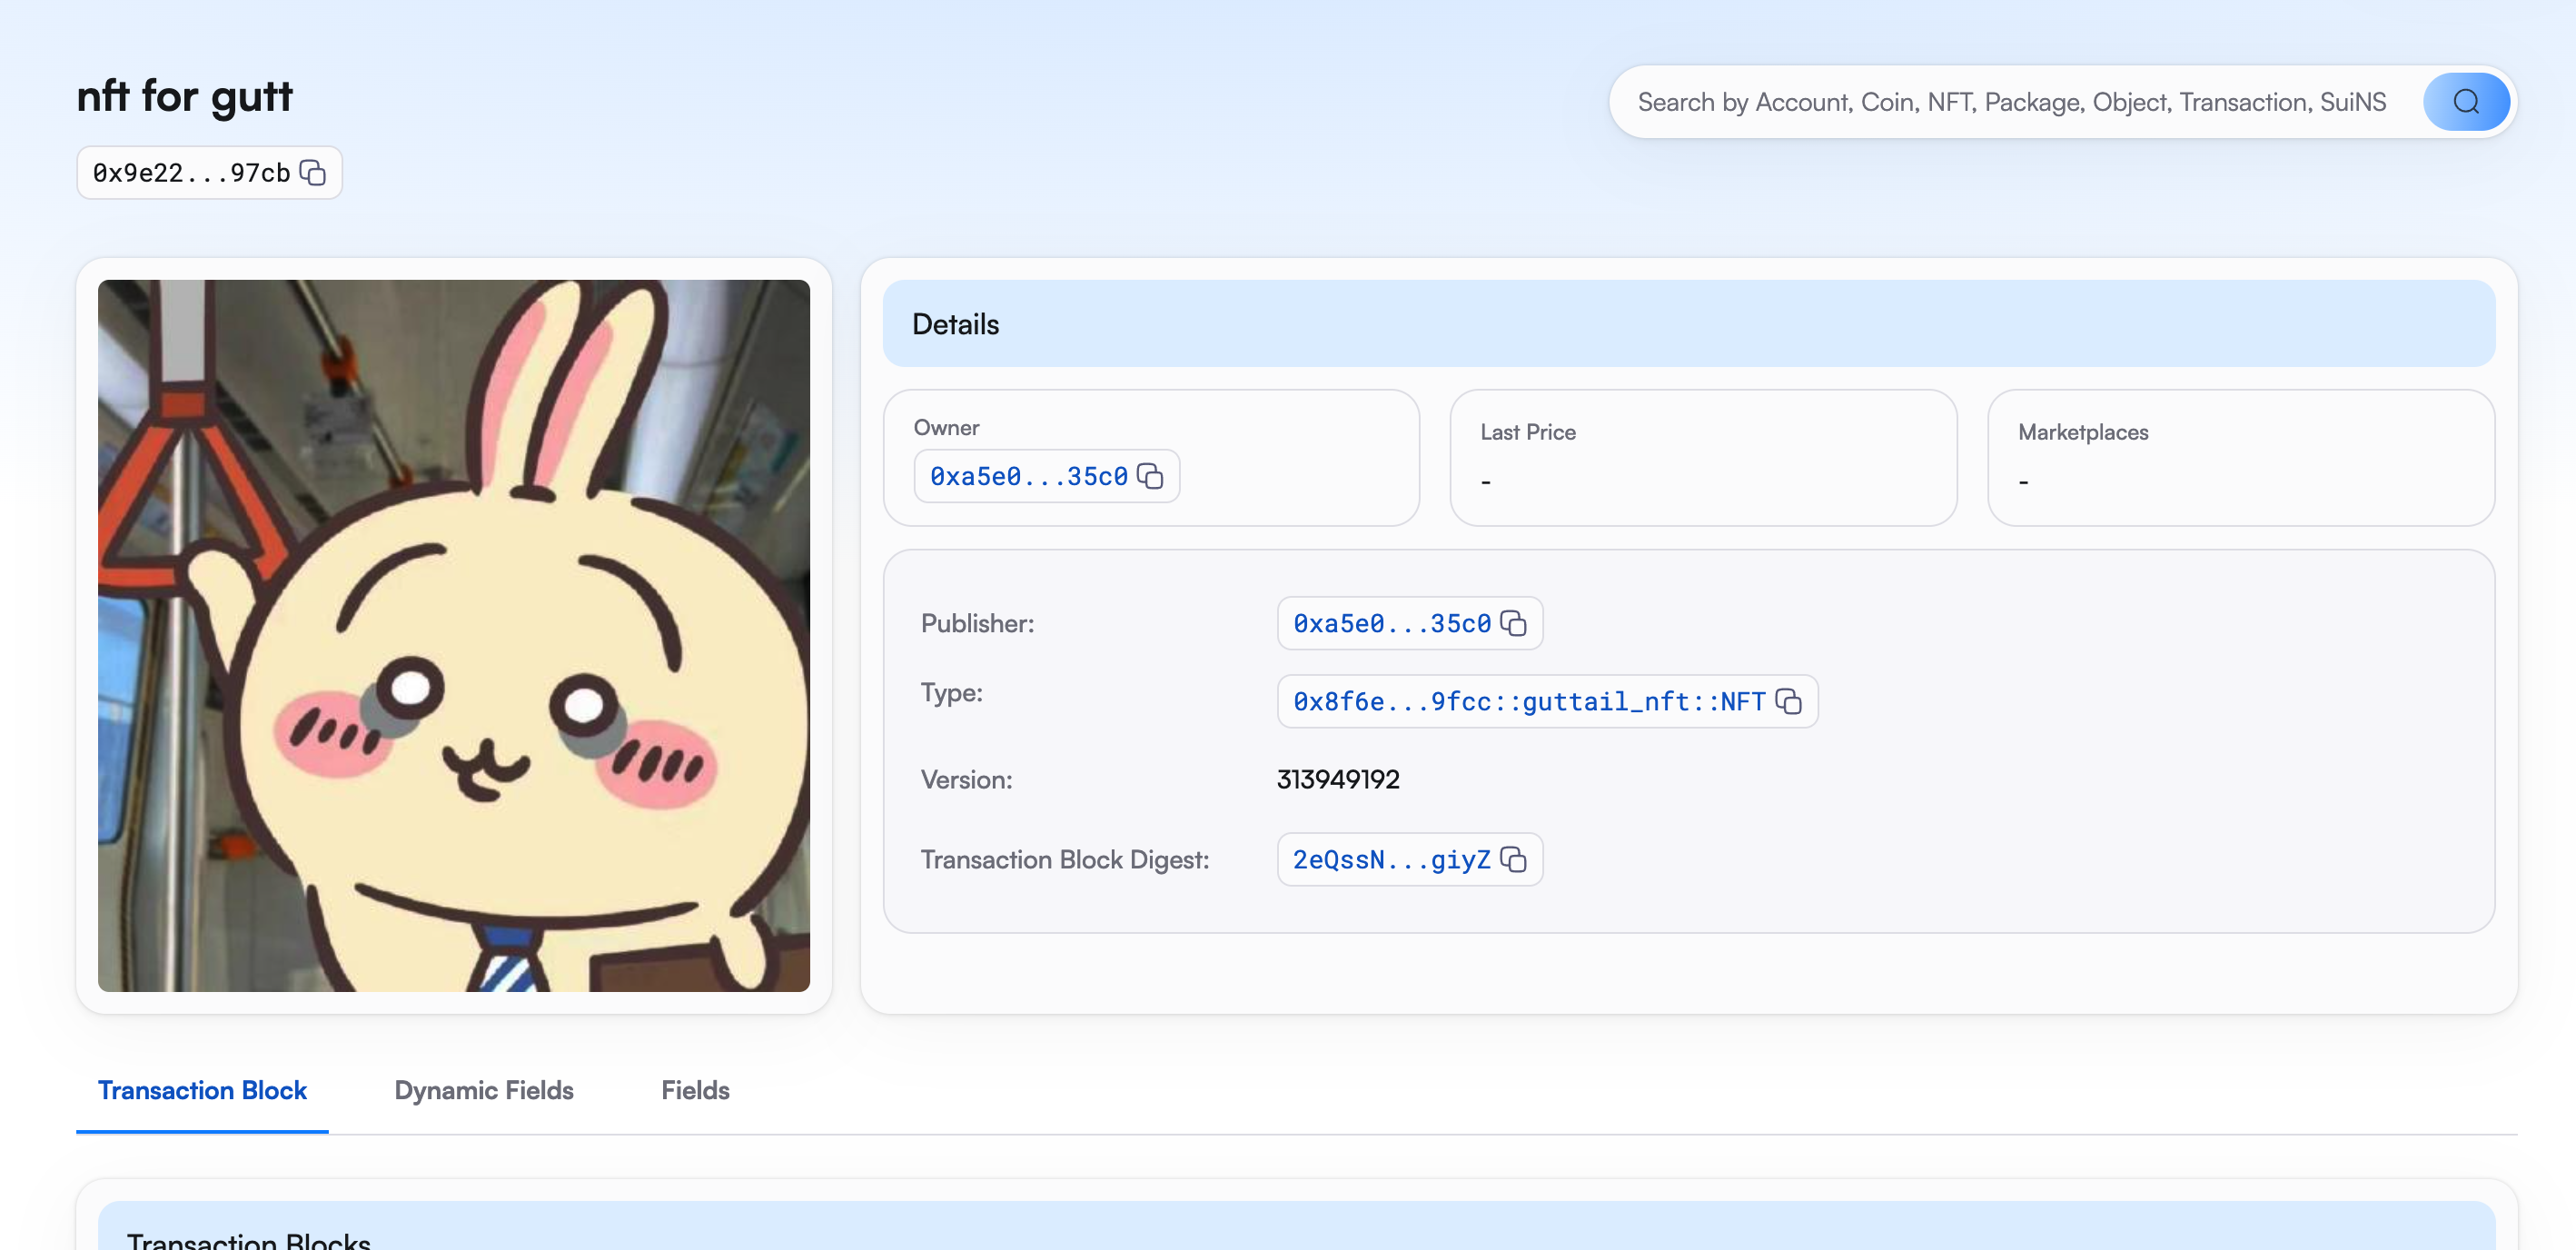 nft for gutt
Search by Account, Coin, NFT, Package, Object, Transaction, SuiNS
0x9e22...97cb
Details
Owner
0xa5e0...35c0
Last Price
-
Marketplaces
-
Publisher:
0xa5e0...35c0
Type:
0x8f6e...9fcc::guttail_nft::NFT
Version:
313949192
Transaction Block Digest:
2eQssN...giyZ
Transaction Block
Dynamic Fields
Fields
Transaction Blocks